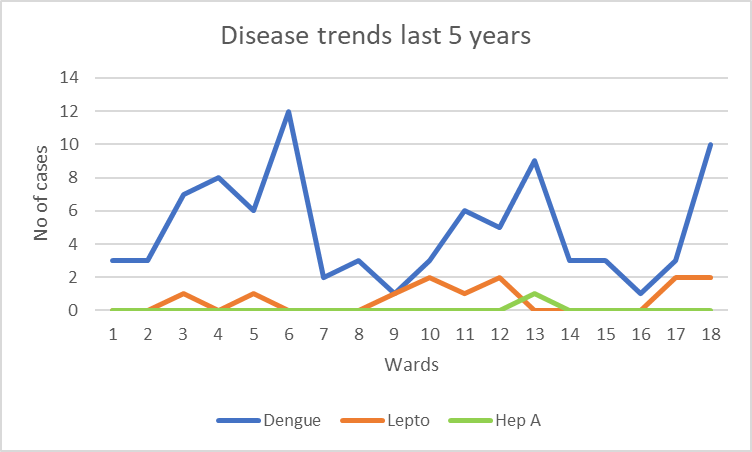 Disease trends last 5 years
14
12
10
8
6
4
2
0
No of cases
1 2 3 4 5 6 7 8 9 10 11 12 13 14 15 16 17 18
Wards
Dengue Lepto Hep A